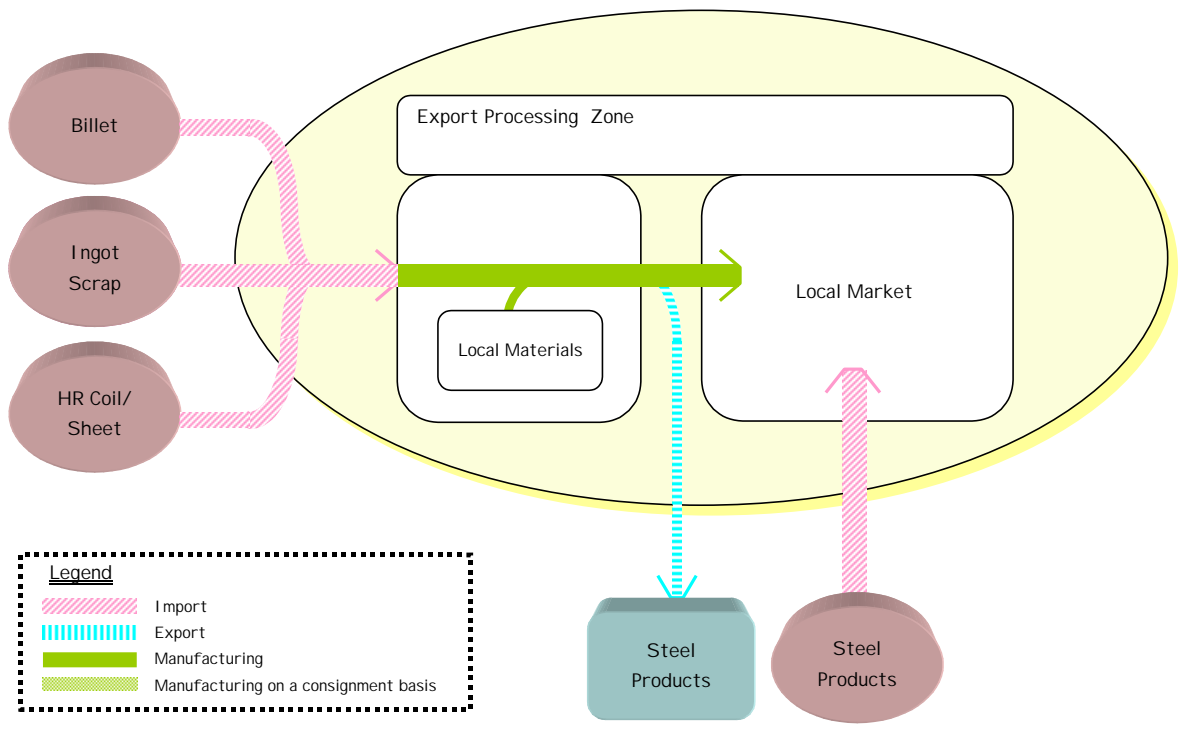 Billet
Ingot
Scrap
HR Coil/
Sheet
Export Processing Zone
Local Materials
Local Market
Steel
Products
Steel
Products
Legend
Import
Export
Manufacturing
Manufacturing on a consignment basis